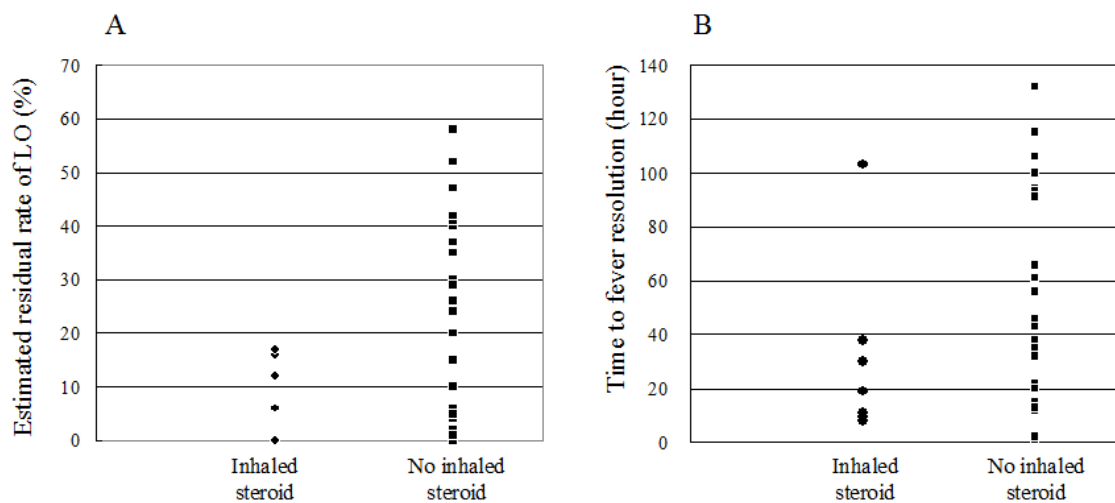 A
Estimated residual rate of LO (%)
70
60
50
40
30
20
10
0
Inhaled
steroid
No inhaled
steroid
B
Time to fever resolution (hour)
140
120
100
80
60
40
20
0
Inhaled
steroid
No inhaled
steroid